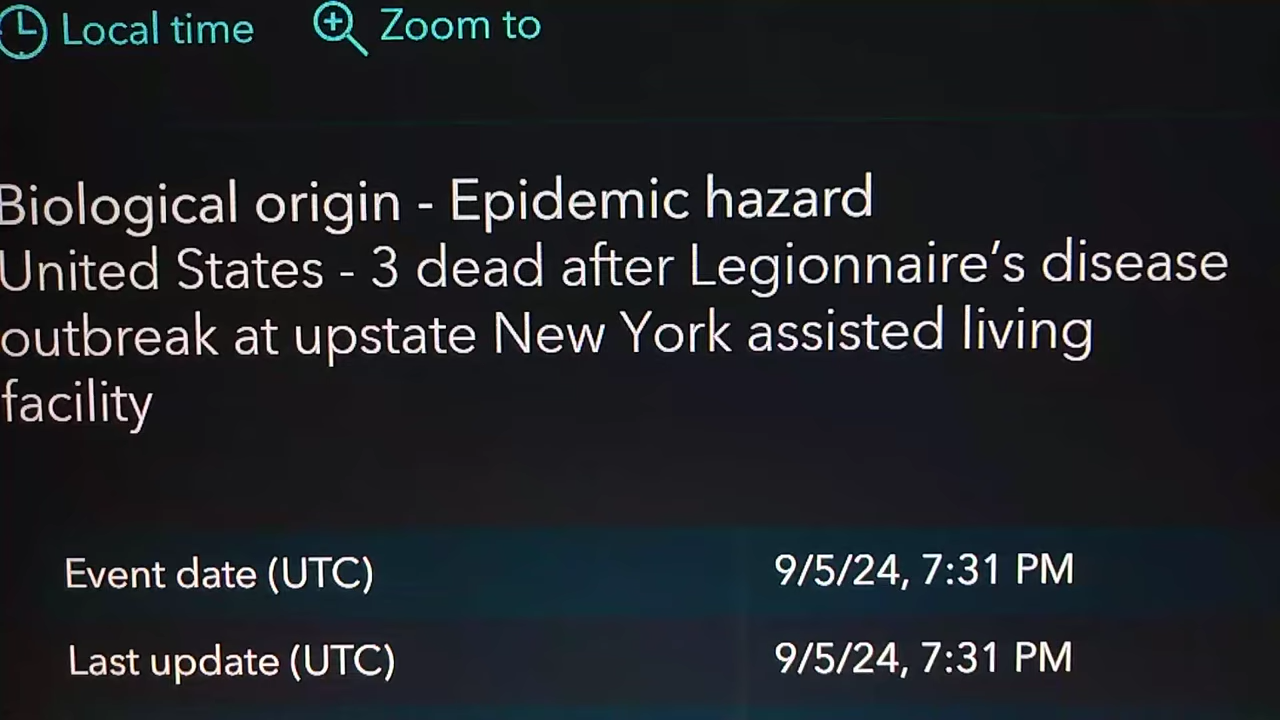 Local time Zoom to
Biological origin - Epidemic hazard
United States - 3 dead after Legionnaire’s disease
outbreak at upstate New York assisted living
facility
Event date (UTC) 9/5/24, 7:31 PM
Last update (UTC) 9/5/24, 7:31 PM